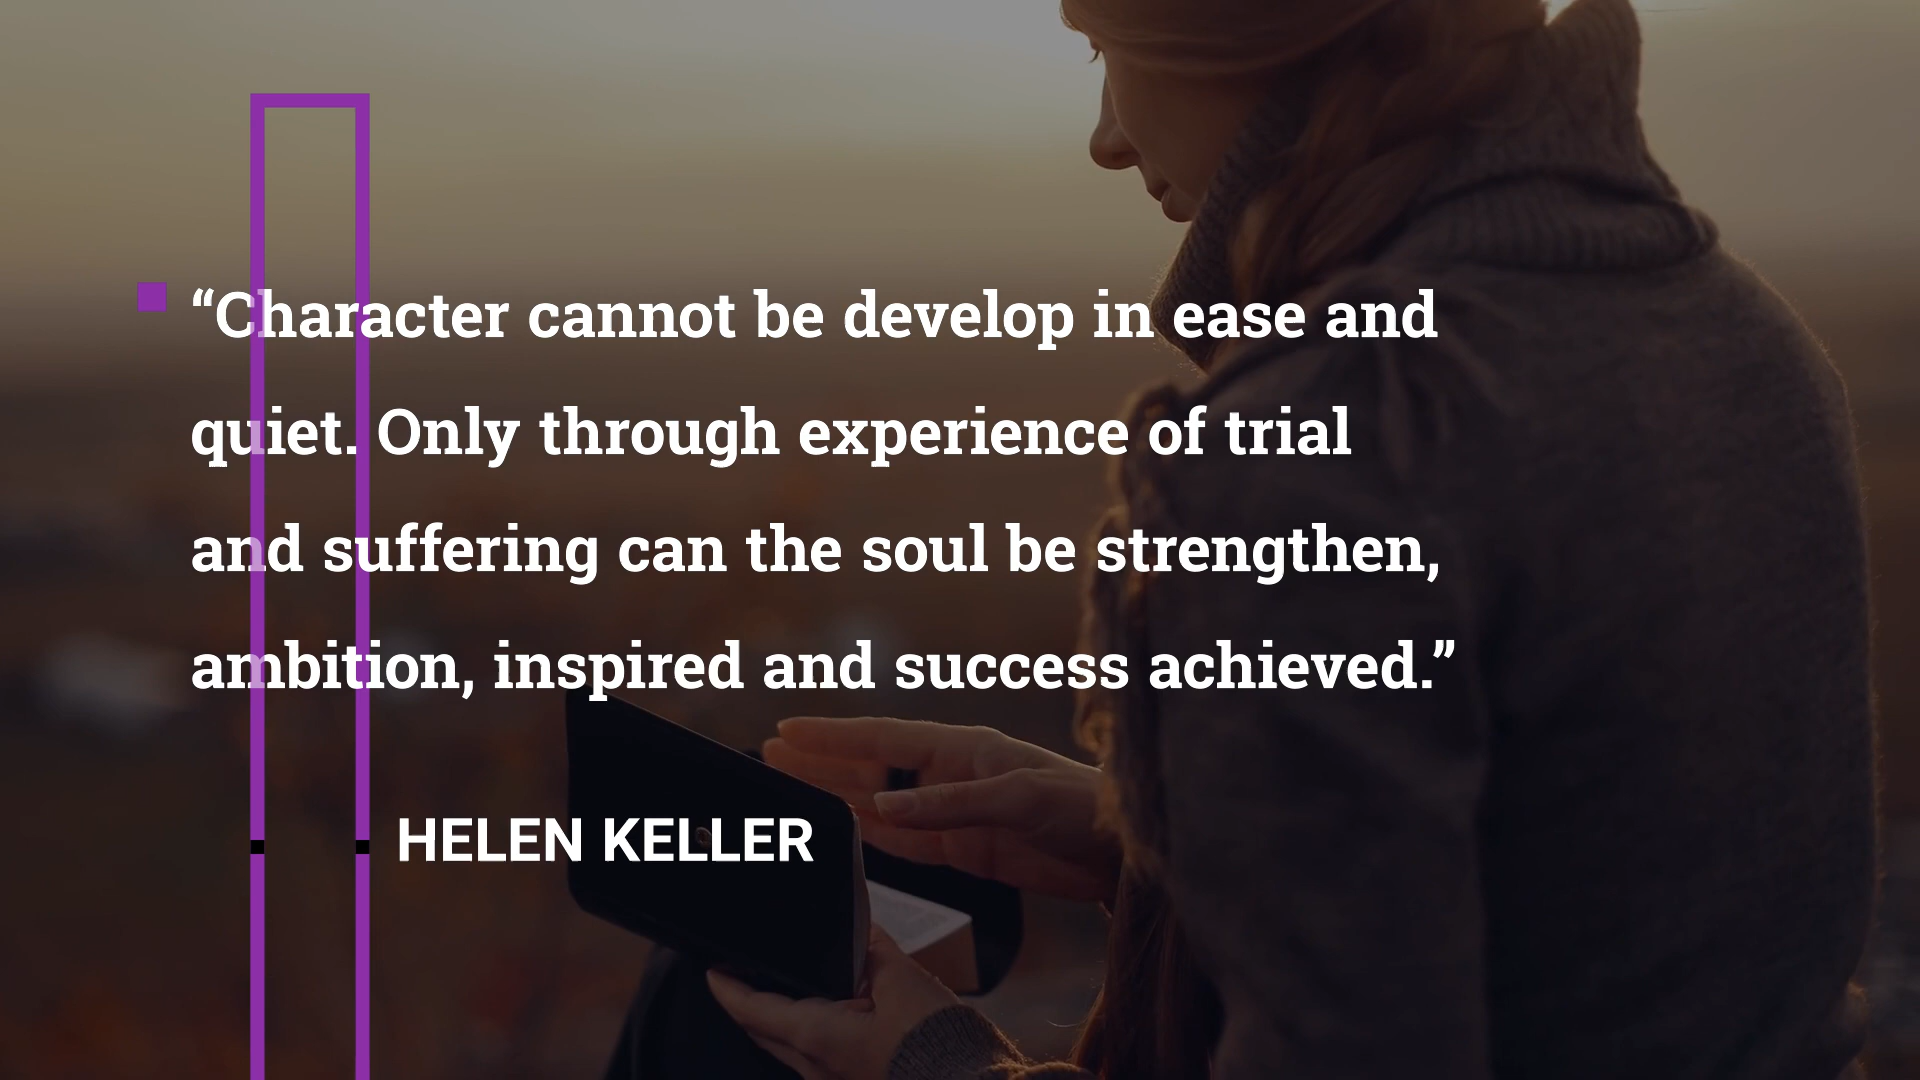 “Character cannot be develop in ease and
quiet. Only through experience of trial
and suffering can the soul be strengthen,
ambition, inspired and success achieved.”
HELEN KELLER